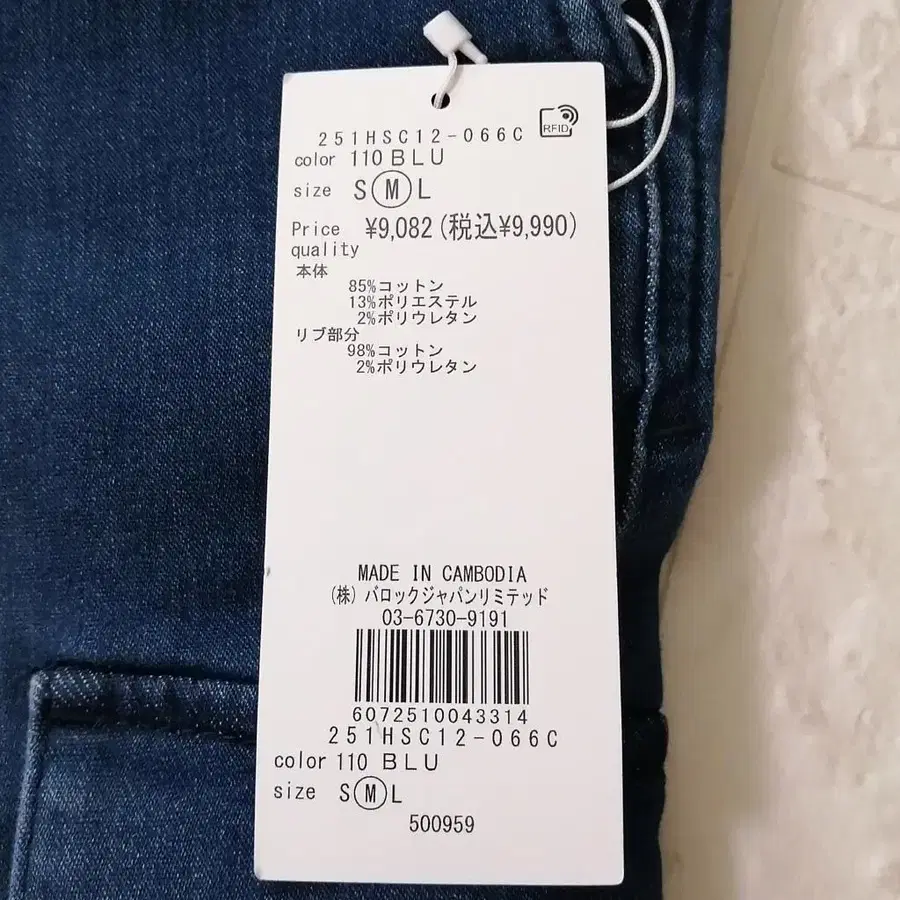 RFID
251HSC12-066C
color 110 BLU
size S M L
Price ¥9,082(税込¥9,990)
quality
本体
85%コットン
13%ポリエステル
2%ポリウレタン
リブ部分
98%コットン
2%ポリウレタン
MADE IN CAMBODIA
(株) バロックジャパンリミテッド
03-6730-9191
6072510043314
251HSC12-066C
color 110 BLU
size S M L
500959